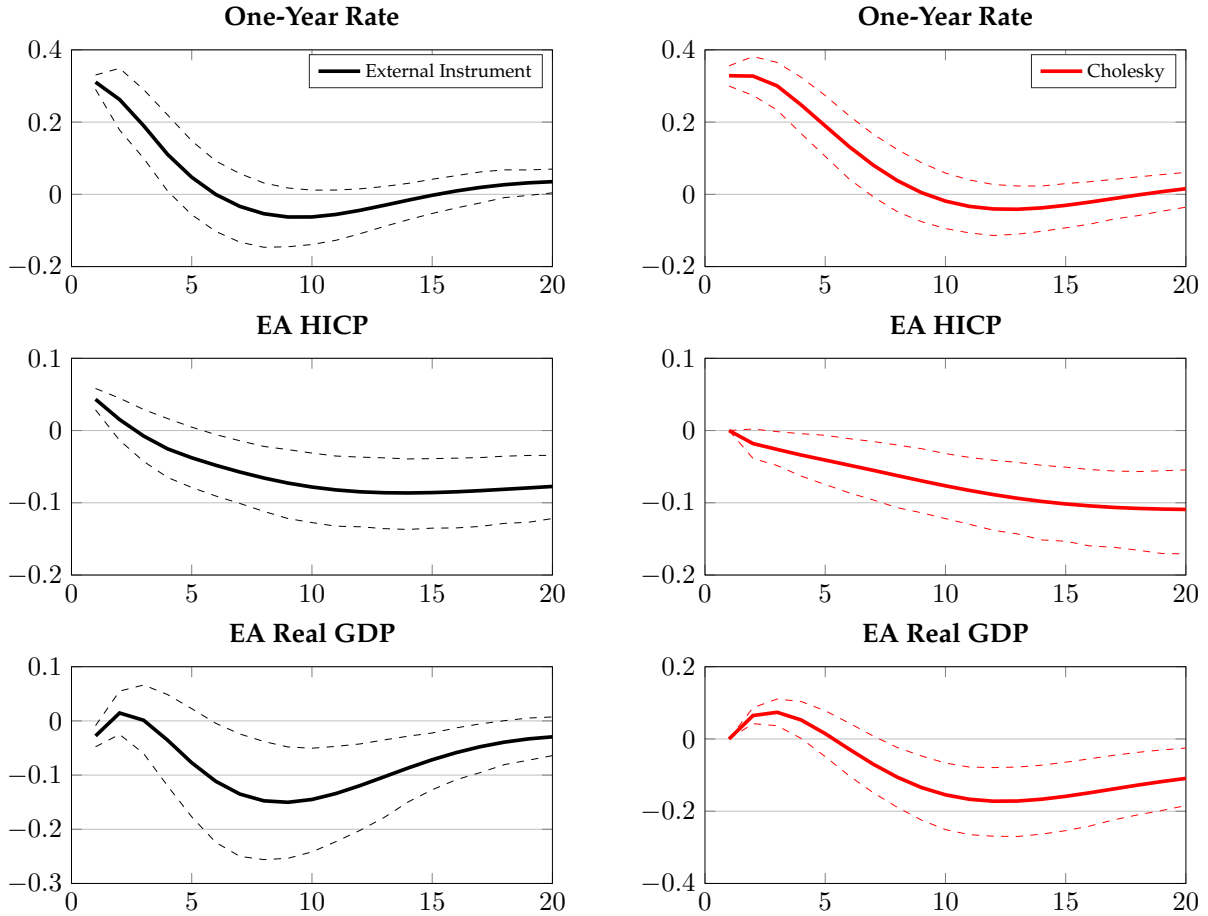 One-Year Rate
0.4
0.2
0
−0.2
0 5 10 15 20
External Instrument
One-Year Rate
0.4
0.2
0
−0.2
0 5 10 15 20
Cholesky
EA HICP
0.1
0
−0.1
−0.2
0 5 10 15 20
EA HICP
0.1
0
−0.1
−0.2
0 5 10 15 20
EA Real GDP
0.1
0
−0.1
−0.2
−0.3
0 5 10 15 20
EA Real GDP
0.2
0
−0.2
−0.4
0 5 10 15 20